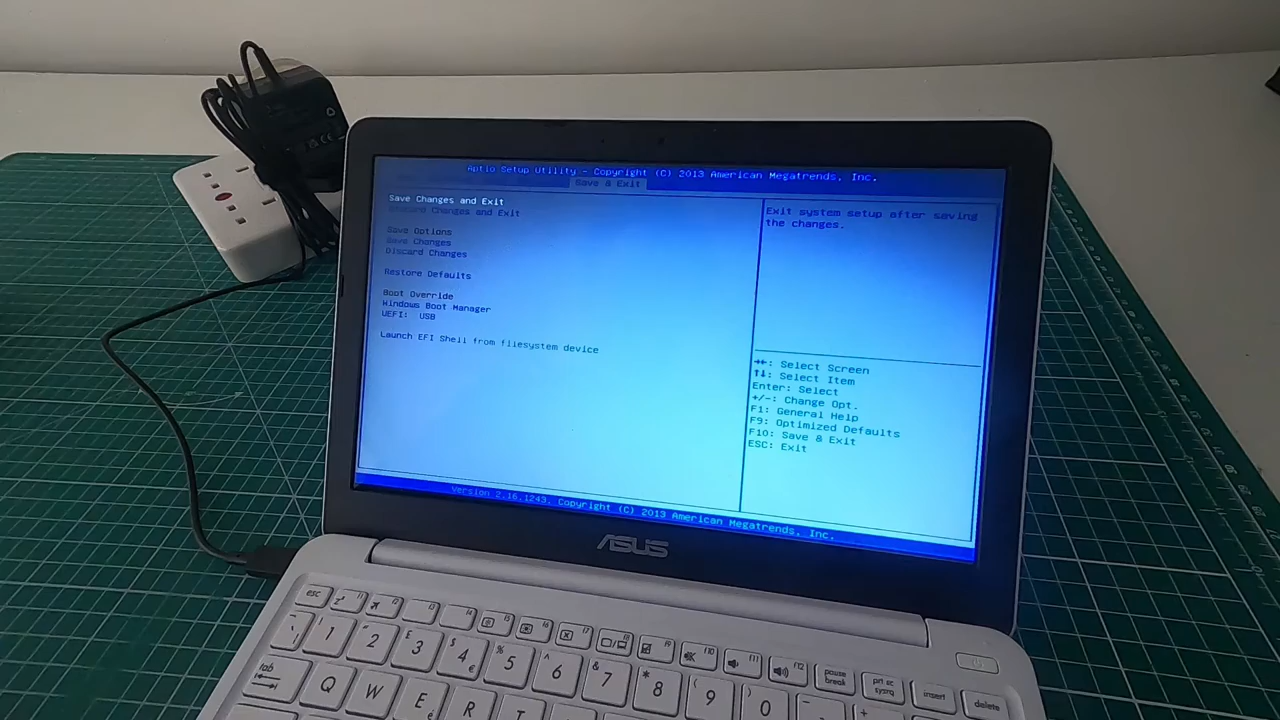 Aptio Setup Utility - Copyright (C) 2013 American Megatrends, Inc.
Save & Exit
Save Changes and Exit
Discard Changes and Exit
Save Options
Save Changes
Discard Changes
Restore Defaults
Boot Override
Windows Boot Manager
UEFI: USB
Launch EFI Shell from filesystem device
Exit system setup after saving
the changes.
→←: Select Screen
↑↓: Select Item
Enter: Select
+/-: Change Opt.
F1: General Help
F9: Optimized Defaults
F10: Save & Exit
ESC: Exit
Version 2.16.1243. Copyright (C) 2013 American Megatrends, Inc.
ASUS
esc
pause break
prt sc sysrq
insert
delete
! 1 2 3 $ 4 € % 5 6 & 7 * 8 ( 9 ) 0 - +
Q W E R T